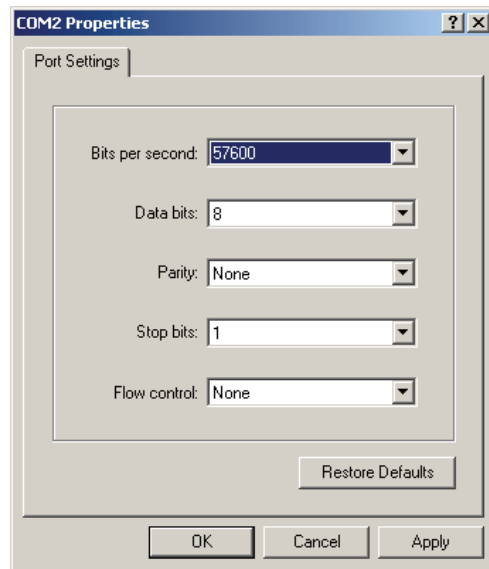 COM2 Properties
Port Settings
Bits per second: 57600
Data bits: 8
Parity: None
Stop bits: 1
Flow control: None
Restore Defaults
OK Cancel Apply